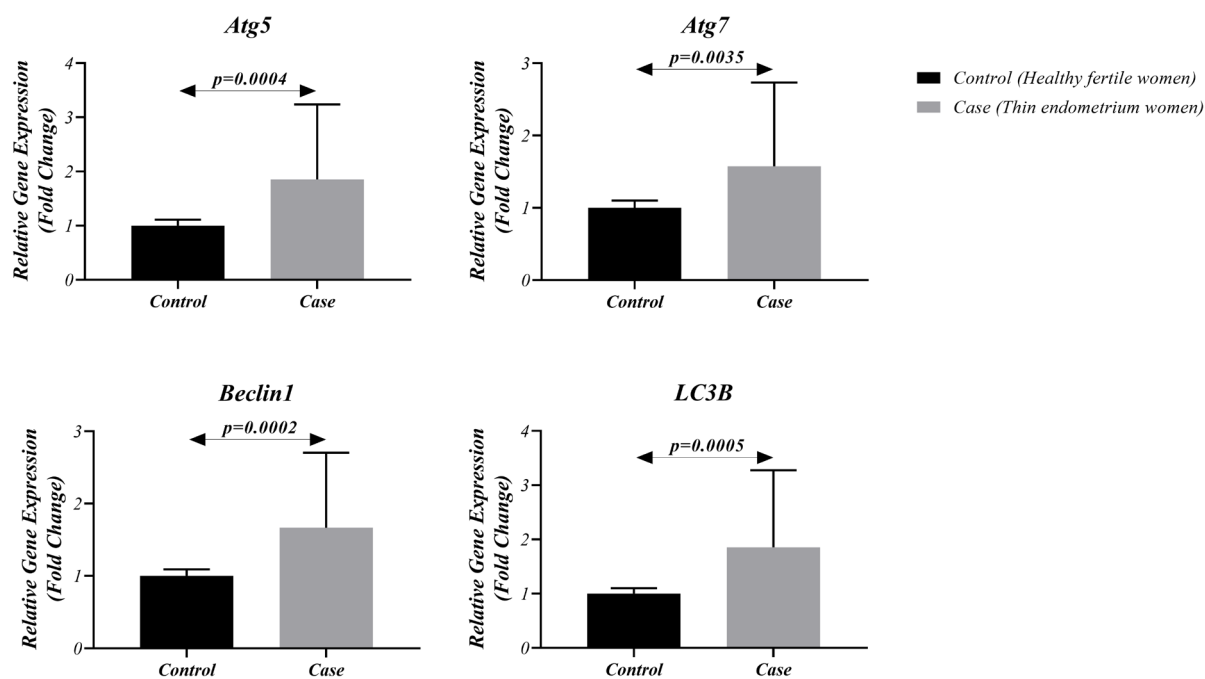 Atg5
Relative Gene Expression
(Fold Change)
4
3
2
1
0
p=0.0004
Control
Case
Atg7
Relative Gene Expression
(Fold Change)
3
2
1
0
p=0.0035
Control
Case
Control (Healthy fertile women)
Case (Thin endometrium women)
Beclin1
Relative Gene Expression
(Fold Change)
3
2
1
0
p=0.0002
Control
Case
LC3B
Relative Gene Expression
(Fold Change)
4
3
2
1
0
p=0.0005
Control
Case